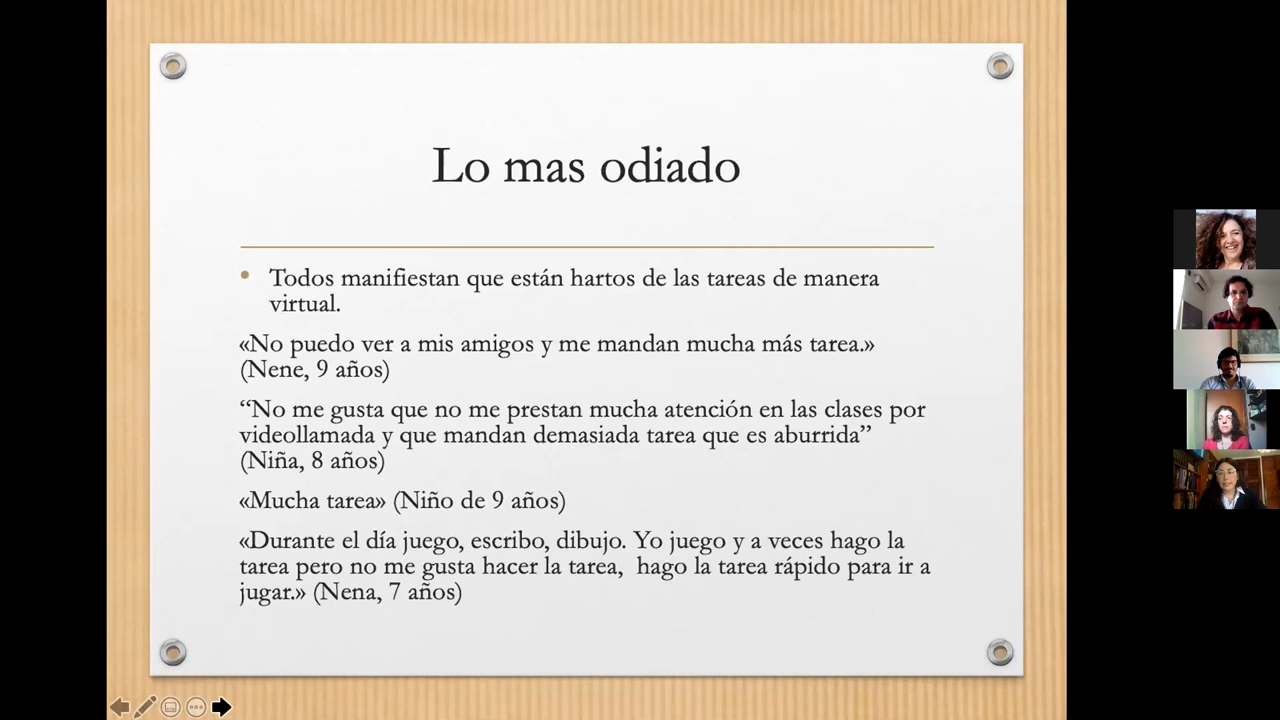 Lo mas odiado
• Todos manifiestan que están hartos de las tareas de manera
virtual.
«No puedo ver a mis amigos y me mandan mucha más tarea.»
(Nene, 9 años)
“No me gusta que no me prestan mucha atención en las clases por
videollamada y que mandan demasiada tarea que es aburrida”
(Niña, 8 años)
«Mucha tarea» (Niño de 9 años)
«Durante el día juego, escribo, dibujo. Yo juego y a veces hago la
tarea pero no me gusta hacer la tarea,  hago la tarea rápido para ir a
jugar.» (Nena, 7 años)